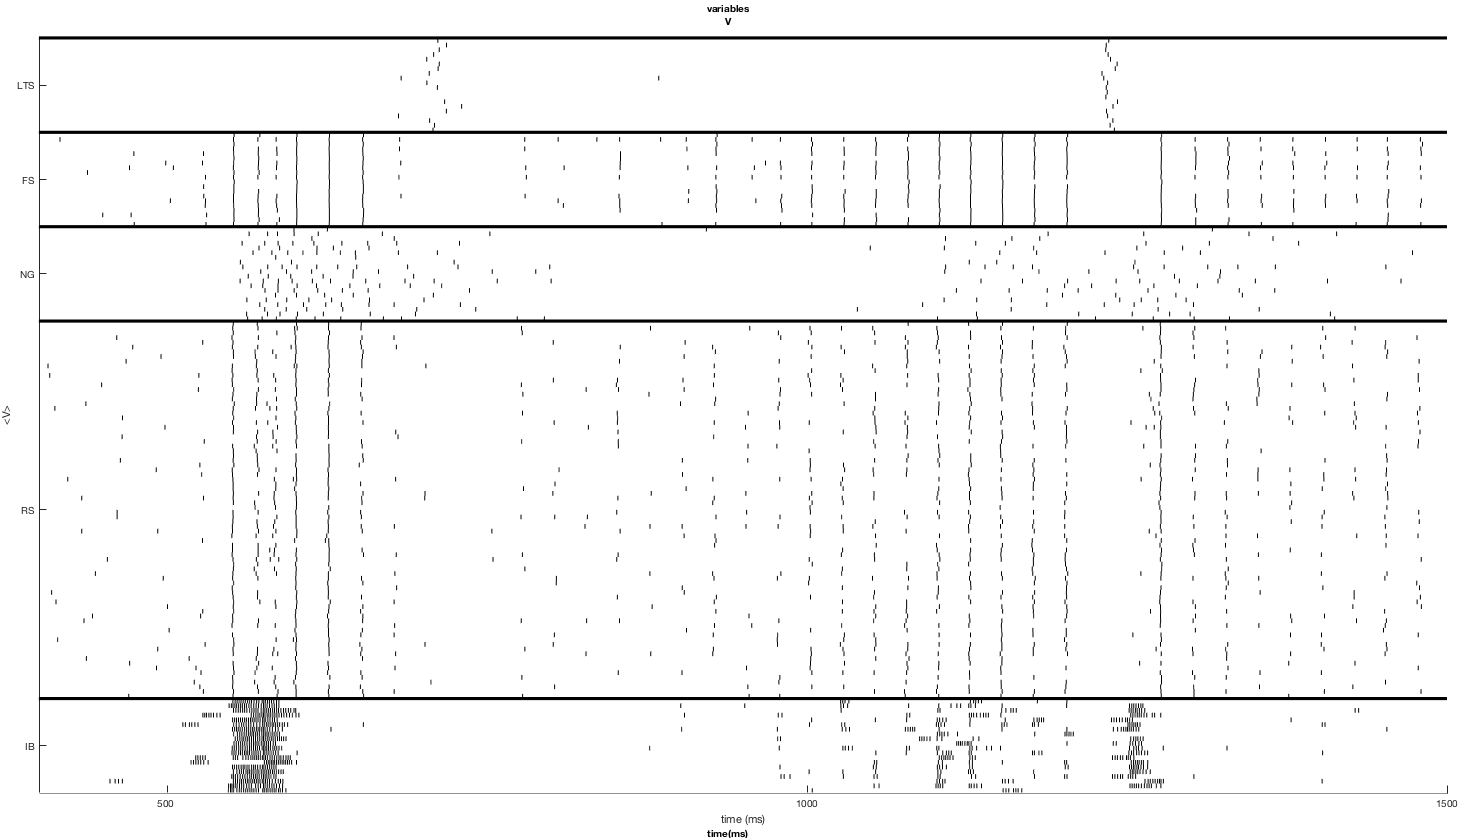 variables
V
LTS
FS
NG
RS
IB
<V>
500
1000
1500
time (ms)
time(ms)